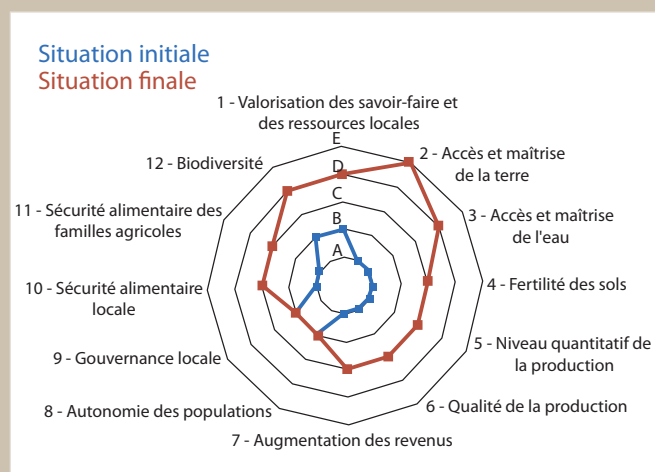 Situation initiale
Situation finale
1 - Valorisation des savoir-faire et
des ressources locales
E
D
C
B
A
2 - Accès et maîtrise
de la terre
3 - Accès et maîtrise
de l'eau
4 - Fertilité des sols
5 - Niveau quantitatif de
la production
6 - Qualité de la production
7 - Augmentation des revenus
8 - Autonomie des populations
9 - Gouvernance locale
10 - Sécurité alimentaire
locale
11 - Sécurité alimentaire des
familles agricoles
12 - Biodiversité